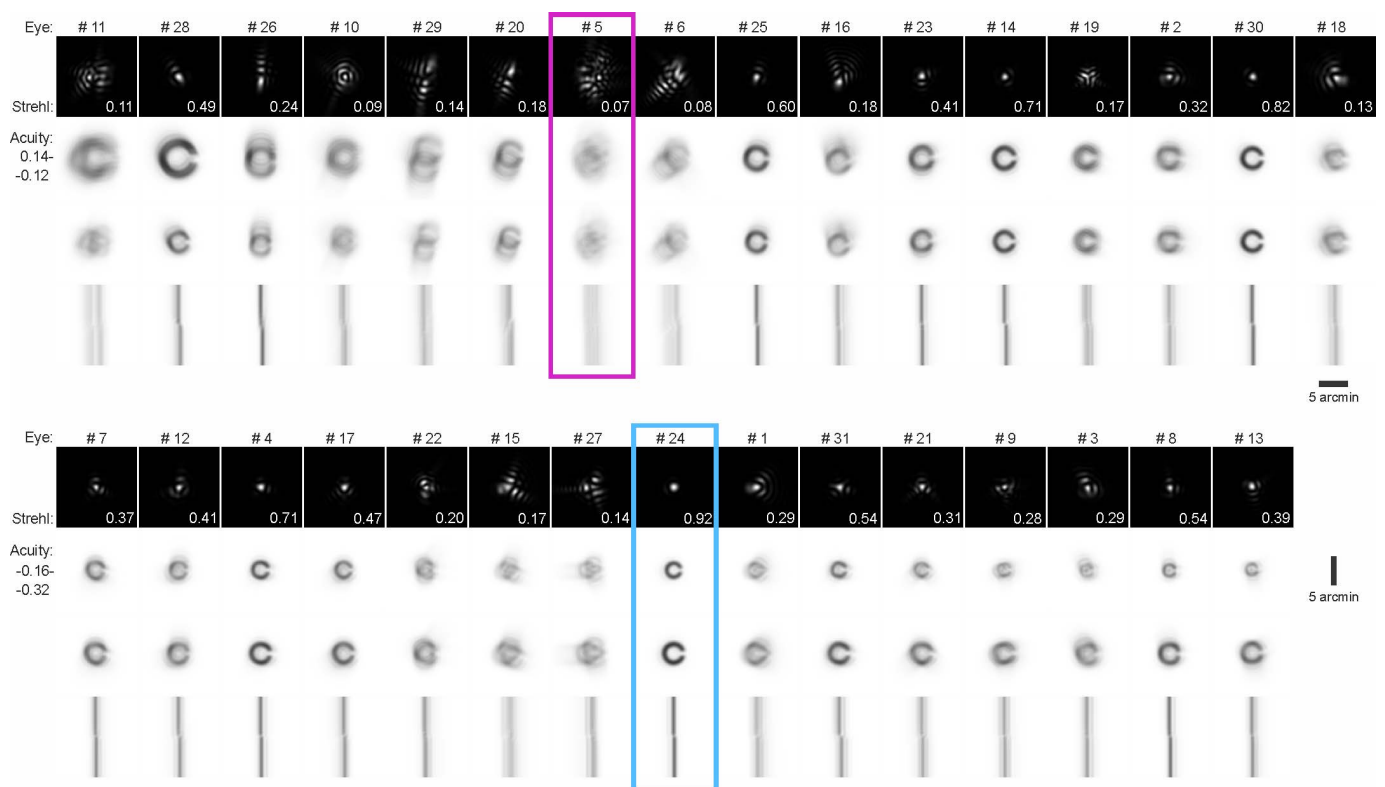 Eye: # 11 # 28 # 26 # 10 # 29 # 20 # 5 # 6 # 25 # 16 # 23 # 14 # 19 # 2 # 30 # 18
Strehl: 0.11 0.49 0.24 0.09 0.14 0.18 0.07 0.08 0.60 0.18 0.41 0.71 0.17 0.32 0.82 0.13
Acuity:
0.14-
-0.12
5 arcmin
Eye: # 7 # 12 # 4 # 17 # 22 # 15 # 27 # 24 # 1 # 31 # 21 # 9 # 3 # 8 # 13
Strehl: 0.37 0.41 0.71 0.47 0.20 0.17 0.14 0.92 0.29 0.54 0.31 0.28 0.29 0.54 0.39
Acuity:
-0.16-
-0.32
5 arcmin